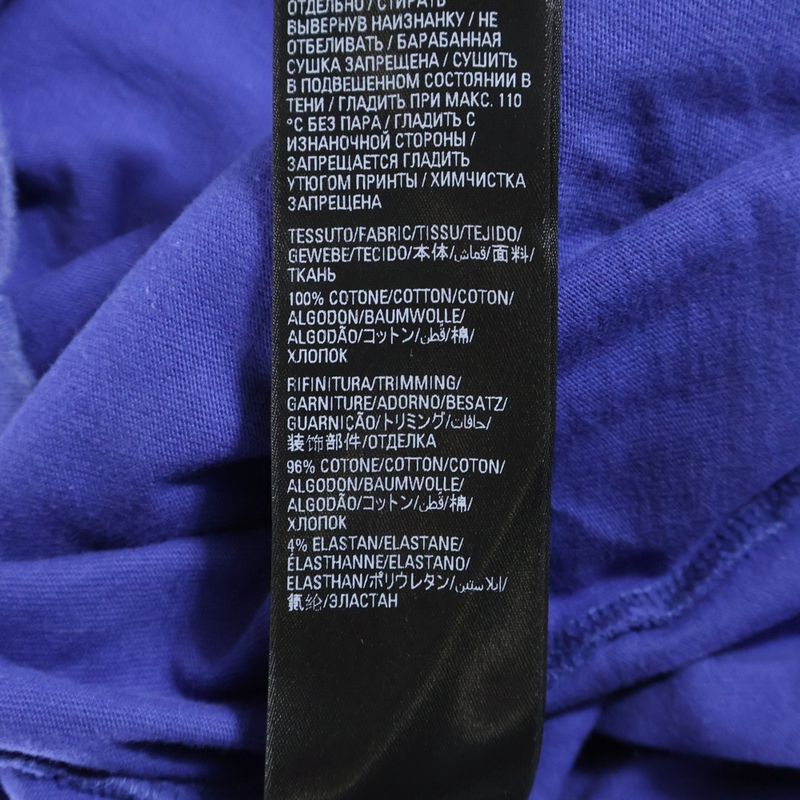 ОТДЕЛЬНО / СТИРАТЬ
ВЫВЕРНУВ НАИЗНАНКУ / НЕ
ОТБЕЛИВАТЬ / БАРАБАННАЯ
СУШКА ЗАПРЕЩЕНА / СУШИТЬ
В ПОДВЕШЕННОМ СОСТОЯНИИ В
ТЕНИ / ГЛАДИТЬ ПРИ МАКС. 110
°C БЕЗ ПАРА / ГЛАДИТЬ С
ИЗНАНОЧНОЙ СТОРОНЫ /
ЗАПРЕЩАЕТСЯ ГЛАДИТЬ
УТЮГОМ ПРИНТЫ / ХИМЧИСТКА
ЗАПРЕЩЕНА
TESSUTO/FABRIC/TISSU/TEJIDO/
GEWEBE/TECIDO/本体/قماش/面料/
ТКАНЬ
100% COTONE/COTTON/COTON/
ALGODON/BAUMWOLLE/
ALGODÃO/コットン/قطن/棉/
ХЛОПОК
RIFINITURA/TRIMMING/
GARNITURE/ADORNO/BESATZ/
GUARNIÇÃO/トリミング/حافات/
装饰部件/ОТДЕЛКА
96% COTONE/COTTON/COTON/
ALGODON/BAUMWOLLE/
ALGODÃO/コットン/قطن/棉/
ХЛОПОК
4% ELASTAN/ELASTANE/
ÉLASTHANNE/ELASTANO/
ELASTHAN/ポリウレタン/إيلاستين/
氨纶/ЭЛАСТАН